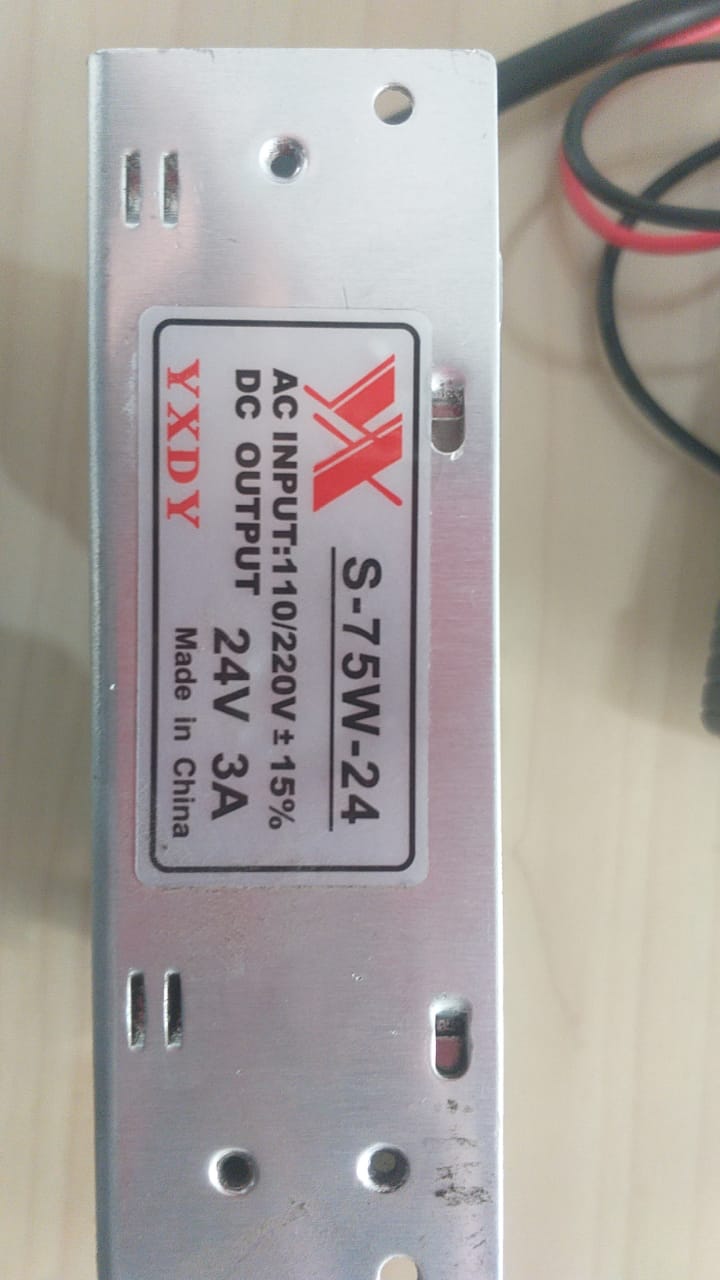 S-75W-24
AC INPUT:110/220V ± 15%
DC OUTPUT 24V 3A
YXDY Made in China